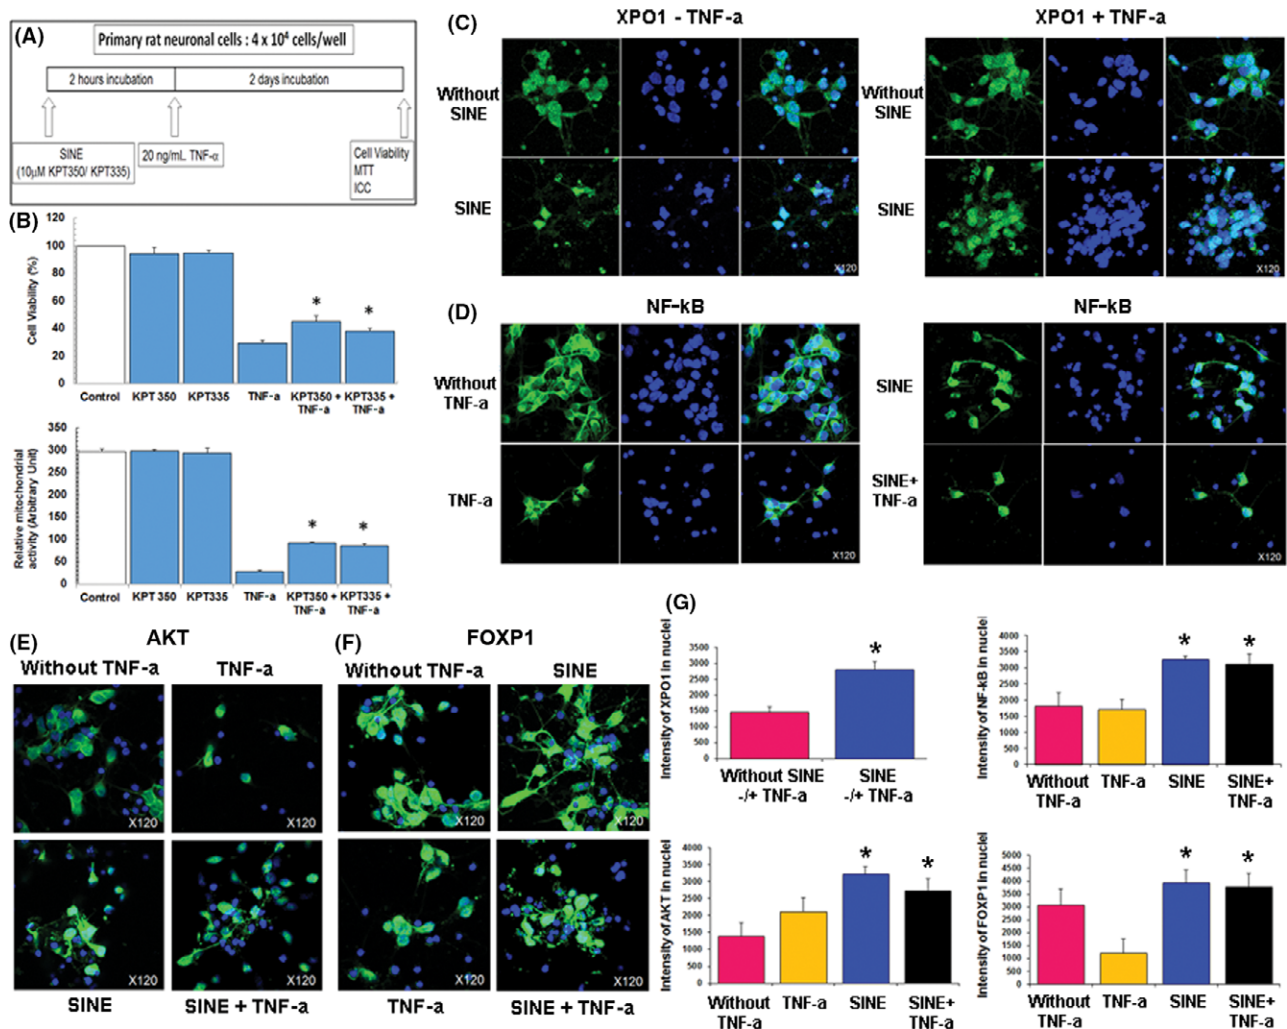 (A)
Primary rat neuronal cells : 4 x 10⁴ cells/well
2 hours incubation
2 days incubation
SINE
(10µM KPT350/ KPT335)
20 ng/mL TNF-α
Cell Viability
MTT
ICC
(B)
Cell Viability (%)
120
100
80
60
40
20
0
*
*
Control
KPT 350
KPT335
TNF-a
KPT350 +
TNF-a
KPT335 +
TNF-a
Relative mitochondrial
activity (Arbitrary Unit)
350
300
250
200
150
100
50
0
*
*
Control
KPT 350
KPT335
TNF-a
KPT350 +
TNF-a
KPT335 +
TNF-a
(C)
XPO1 - TNF-a
Without
SINE
SINE
X120
XPO1 + TNF-a
Without
SINE
SINE
X120
(D)
NF-kB
Without
TNF-a
TNF-a
X120
NF-kB
SINE
SINE+
TNF-a
X120
(E)
AKT
Without TNF-a
TNF-a
X120
X120
X120
X120
SINE
SINE + TNF-a
(F)
FOXP1
Without TNF-a
SINE
X120
X120
X120
X120
TNF-a
SINE + TNF-a
(G)
Intensity of XPO1 in nuclei
3500
3000
2500
2000
1500
1000
500
0
*
Without SINE
-/+ TNF-a
SINE
-/+ TNF-a
Intensity of NF-kB in nuclei
4000
3500
3000
2500
2000
1500
1000
500
0
*
*
Without
TNF-a
TNF-a
SINE
SINE+
TNF-a
Intensity of AKT in nuclei
4000
3500
3000
2500
2000
1500
1000
500
0
*
*
Without
TNF-a
TNF-a
SINE
SINE+
TNF-a
Intensity of FOXP1 in nuclei
5000
4500
4000
3500
3000
2500
2000
1500
1000
500
0
*
*
Without
TNF-a
TNF-a
SINE
SINE+
TNF-a